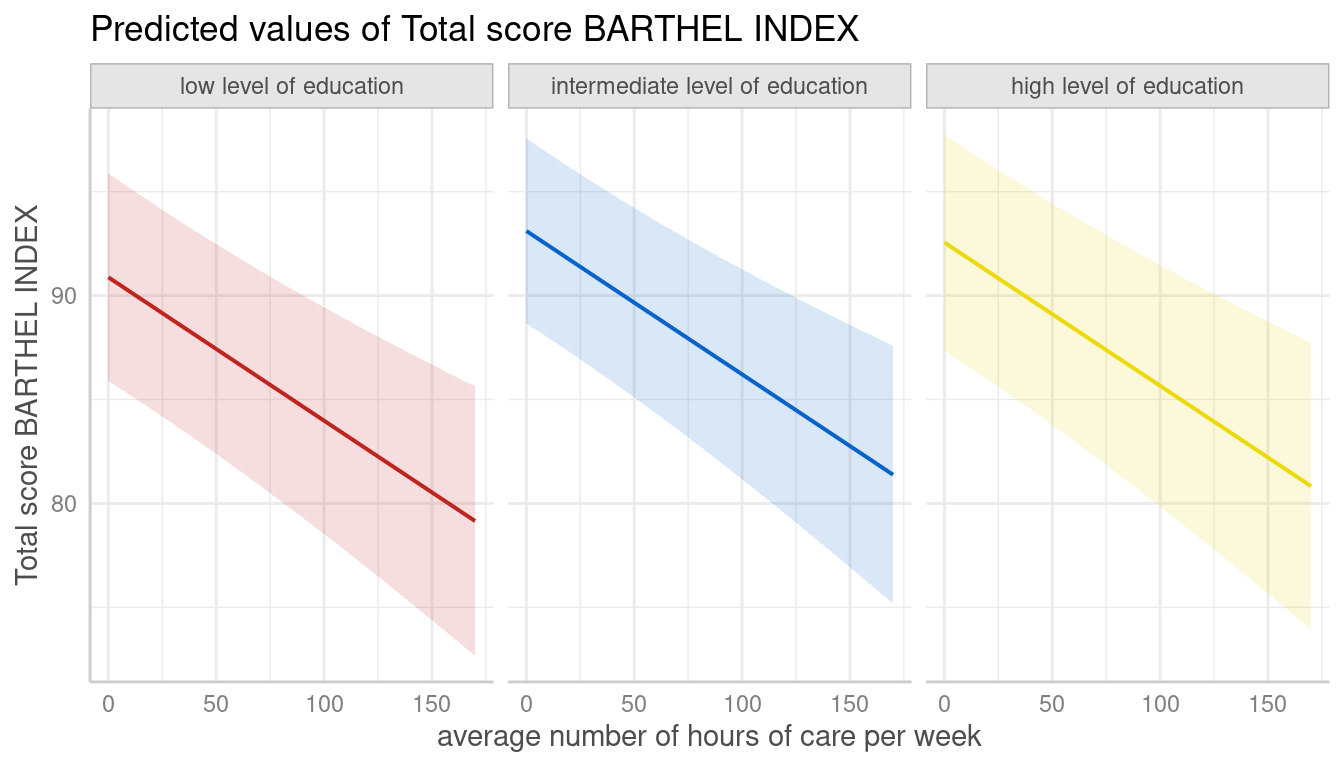 Predicted values of Total score BARTHEL INDEX
low level of education
intermediate level of education
high level of education
Total score BARTHEL INDEX
90
80
0 50 100 150
0 50 100 150
0 50 100 150
average number of hours of care per week